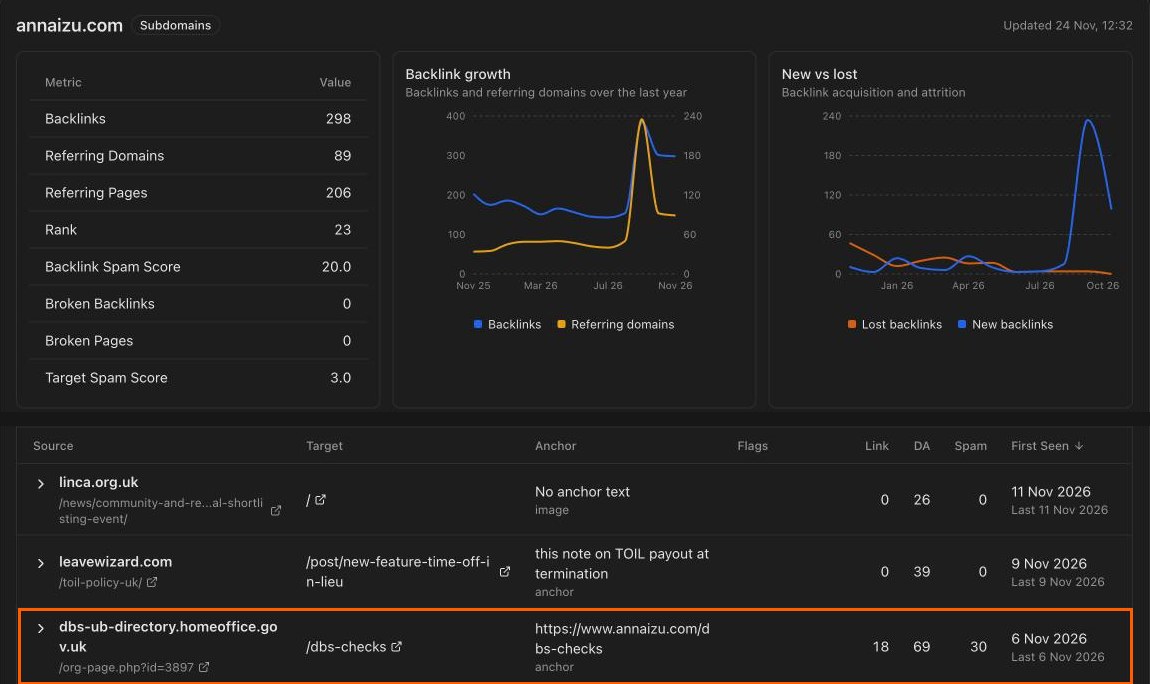 annaizu.com Subdomains Updated 24 Nov, 12:32
Metric Value
Backlinks 298
Referring Domains 89
Referring Pages 206
Rank 23
Backlink Spam Score 20.0
Broken Backlinks 0
Broken Pages 0
Target Spam Score 3.0
Backlink growth
Backlinks and referring domains over the last year
400 240
300 180
200 120
100 60
0 0
Nov 25 Mar 26 Jul 26 Nov 26
Backlinks Referring domains
New vs lost
Backlink acquisition and attrition
240
180
120
60
0
Jan 26 Apr 26 Jul 26 Oct 26
Lost backlinks New backlinks
Source Target Anchor Flags Link DA Spam First Seen ↓
linca.org.uk
/news/community-and-re...al-shortli
sting-event/
/
No anchor text
image
0 26 0
11 Nov 2026
Last 11 Nov 2026
leavewizard.com
/toil-policy-uk/
/post/new-feature-time-off-i
n-lieu
this note on TOIL payout at
termination
anchor
0 39 0
9 Nov 2026
Last 9 Nov 2026
dbs-ub-directory.homeoffice.go
v.uk
/org-page.php?id=3897
/dbs-checks
https://www.annaizu.com/d
bs-checks
anchor
18 69 30
6 Nov 2026
Last 6 Nov 2026